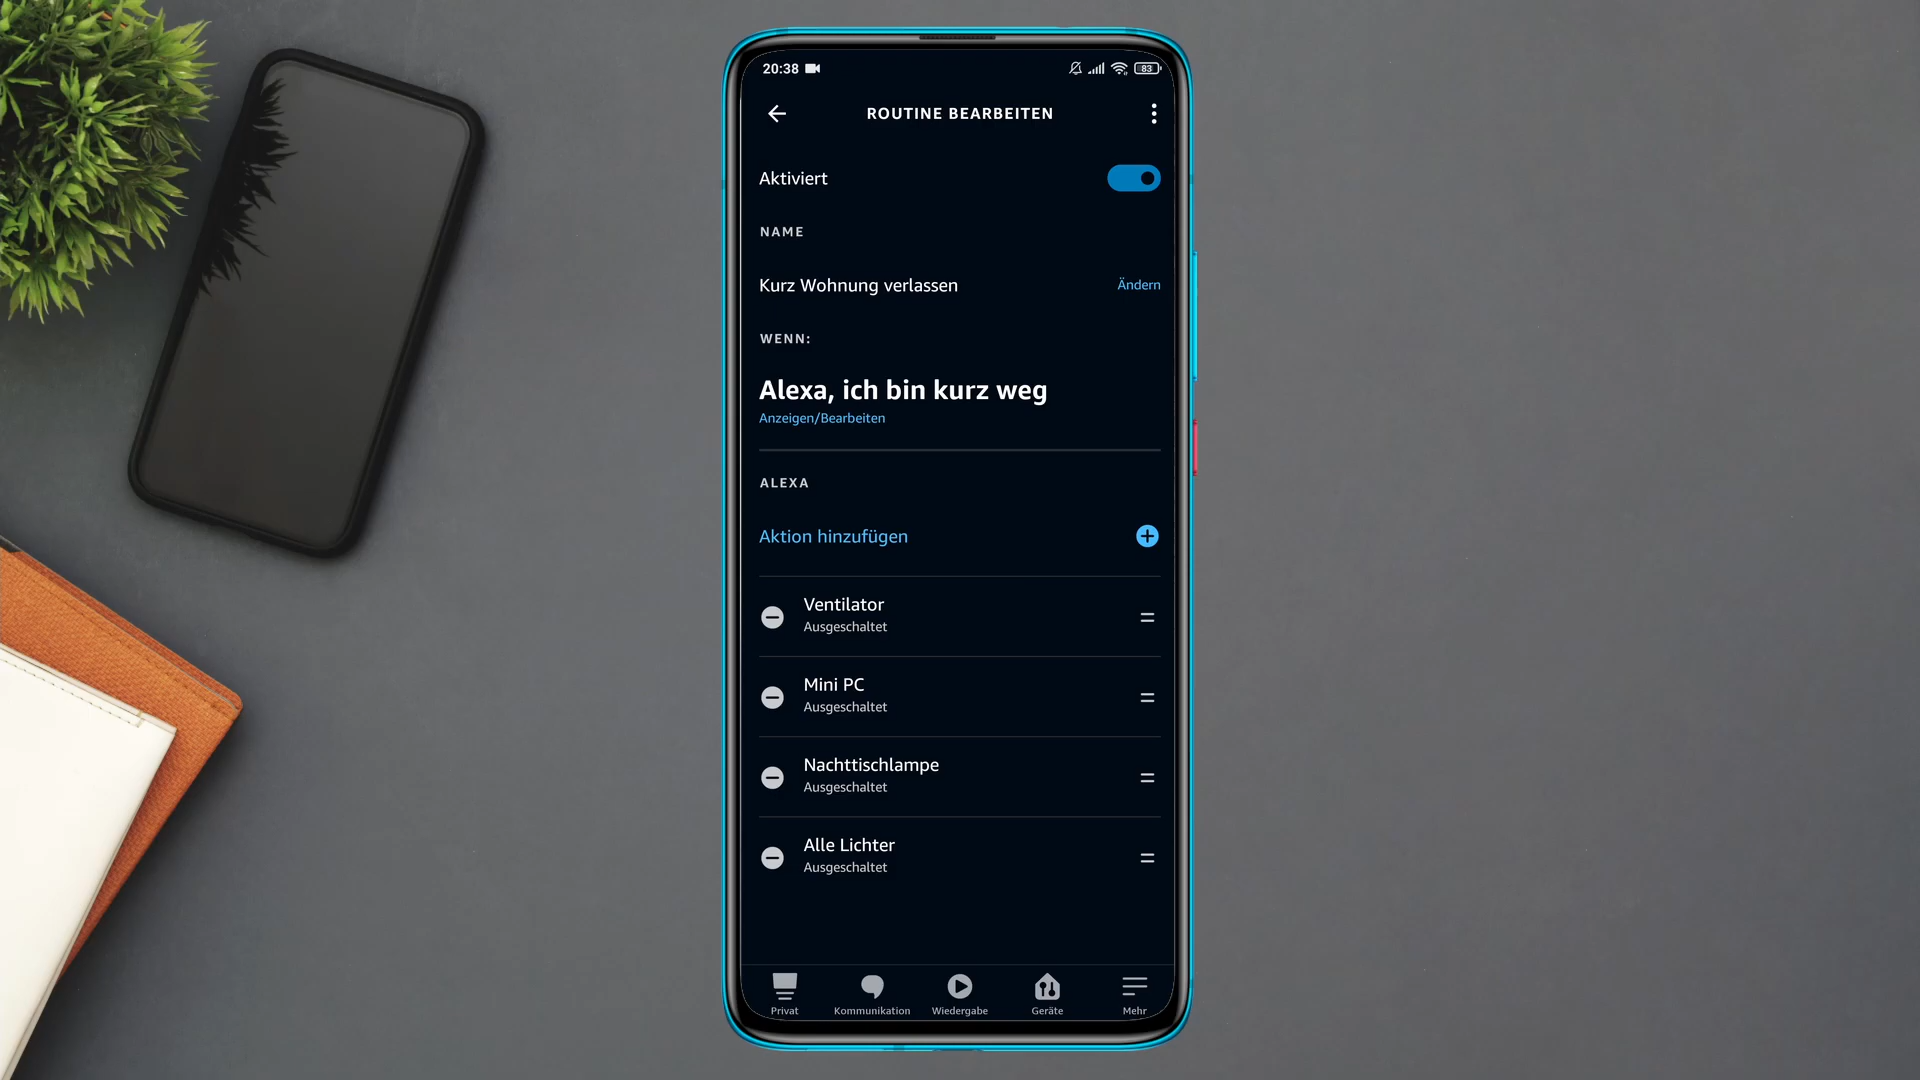 20:38
83
ROUTINE BEARBEITEN
Aktiviert
NAME
Kurz Wohnung verlassen
Ändern
WENN:
Alexa, ich bin kurz weg
Anzeigen/Bearbeiten
ALEXA
Aktion hinzufügen
Ventilator
Ausgeschaltet
Mini PC
Ausgeschaltet
Nachttischlampe
Ausgeschaltet
Alle Lichter
Ausgeschaltet
Privat
Kommunikation
Wiedergabe
Geräte
Mehr